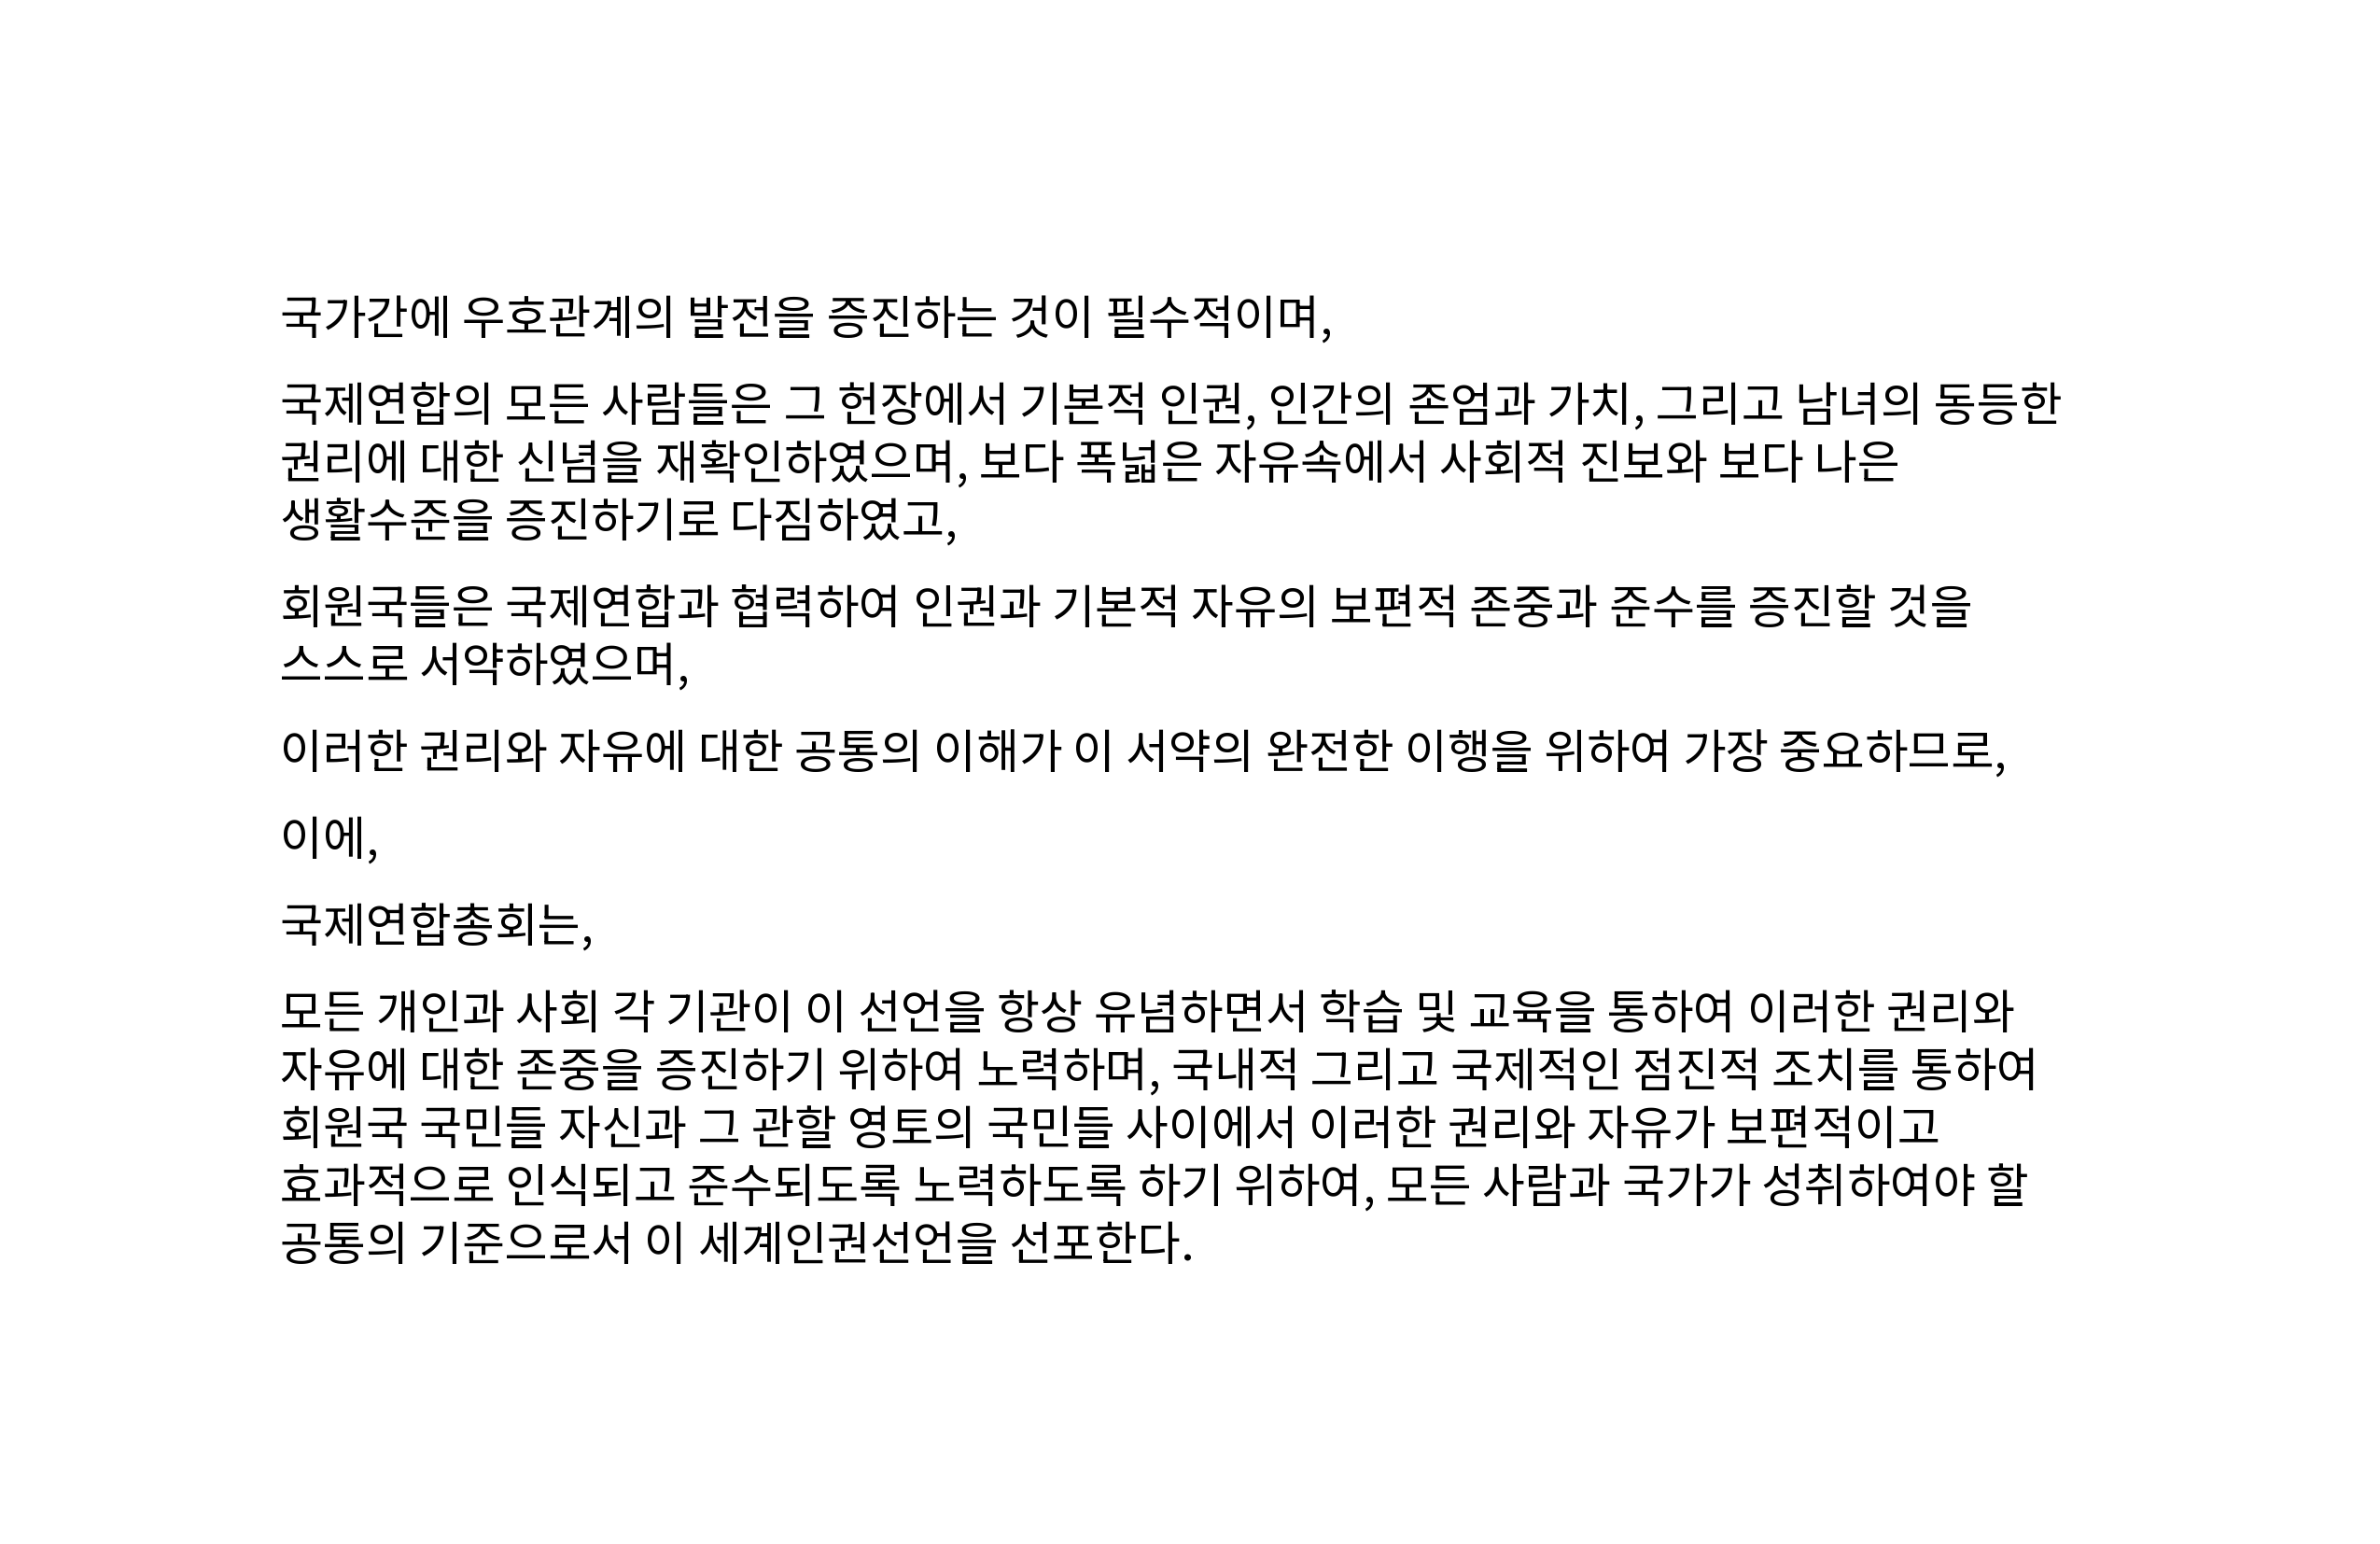 국가간에 우호관계의 발전을 증진하는 것이 필수적이며,
국제연합의 모든 사람들은 그 헌장에서 기본적 인권, 인간의 존엄과 가치, 그리고 남녀의 동등한
권리에 대한 신념을 재확인하였으며, 보다 폭넓은 자유속에서 사회적 진보와 보다 나은
생활수준을 증진하기로 다짐하였고,
회원국들은 국제연합과 협력하여 인권과 기본적 자유의 보편적 존중과 준수를 증진할 것을
스스로 서약하였으며,
이러한 권리와 자유에 대한 공통의 이해가 이 서약의 완전한 이행을 위하여 가장 중요하므로,
이에,
국제연합총회는,
모든 개인과 사회 각 기관이 이 선언을 항상 유념하면서 학습 및 교육을 통하여 이러한 권리와
자유에 대한 존중을 증진하기 위하여 노력하며, 국내적 그리고 국제적인 점진적 조치를 통하여
회원국 국민들 자신과 그 관할 영토의 국민들 사이에서 이러한 권리와 자유가 보편적이고
효과적으로 인식되고 준수되도록 노력하도록 하기 위하여, 모든 사람과 국가가 성취하여야 할
공통의 기준으로서 이 세계인권선언을 선포한다.